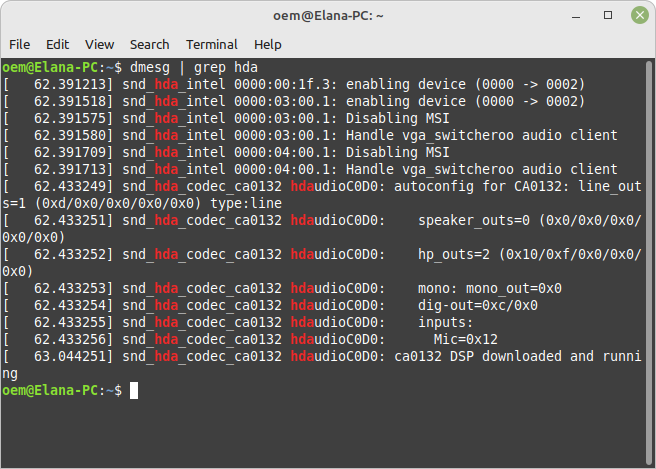 oem@Elana-PC: ~
File Edit View Search Terminal Help
oem@Elana-PC:~$ dmesg | grep hda
[   62.391213] snd_hda_intel 0000:00:1f.3: enabling device (0000 -> 0002)
[   62.391518] snd_hda_intel 0000:03:00.1: enabling device (0000 -> 0002)
[   62.391575] snd_hda_intel 0000:03:00.1: Disabling MSI
[   62.391580] snd_hda_intel 0000:03:00.1: Handle vga_switcheroo audio client
[   62.391709] snd_hda_intel 0000:04:00.1: Disabling MSI
[   62.391713] snd_hda_intel 0000:04:00.1: Handle vga_switcheroo audio client
[   62.433249] snd_hda_codec_ca0132 hdaudioC0D0: autoconfig for CA0132: line_out
s=1 (0xd/0x0/0x0/0x0/0x0) type:line
[   62.433251] snd_hda_codec_ca0132 hdaudioC0D0:    speaker_outs=0 (0x0/0x0/0x0/
0x0/0x0)
[   62.433252] snd_hda_codec_ca0132 hdaudioC0D0:    hp_outs=2 (0x10/0xf/0x0/0x0/
0x0)
[   62.433253] snd_hda_codec_ca0132 hdaudioC0D0:    mono: mono_out=0x0
[   62.433254] snd_hda_codec_ca0132 hdaudioC0D0:    dig-out=0xc/0x0
[   62.433255] snd_hda_codec_ca0132 hdaudioC0D0:    inputs:
[   62.433256] snd_hda_codec_ca0132 hdaudioC0D0:      Mic=0x12
[   63.044251] snd_hda_codec_ca0132 hdaudioC0D0: ca0132 DSP downloaded and runni
ng
oem@Elana-PC:~$